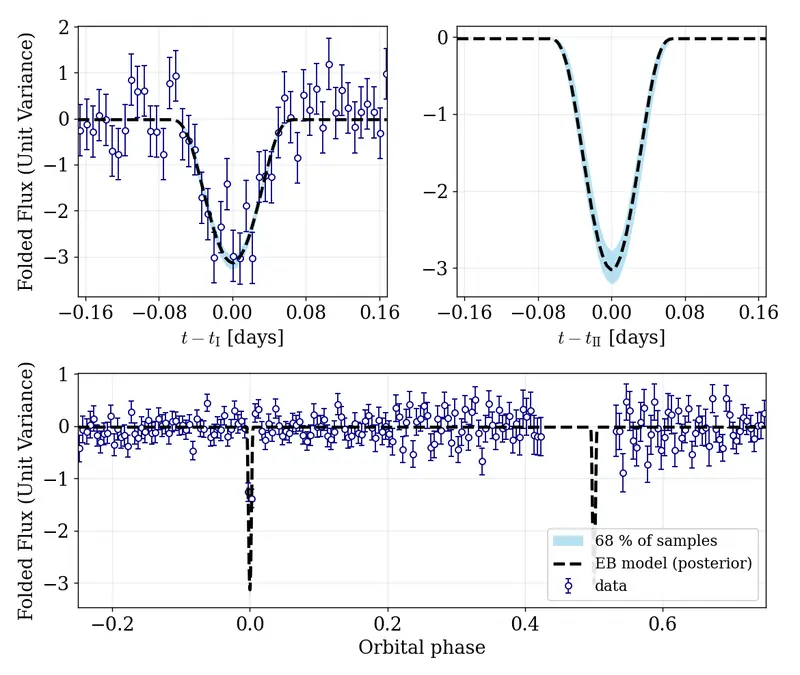 2
1
0
−1
−2
−3
Folded Flux (Unit Variance)
−0.16 −0.08 0.00 0.08 0.16
t − tI [days]
0
−1
−2
−3
−0.16 −0.08 0.00 0.08 0.16
t − tII [days]
1
0
−1
−2
−3
Folded Flux (Unit Variance)
68 % of samples
EB model (posterior)
data
−0.2 0.0 0.2 0.4 0.6
Orbital phase